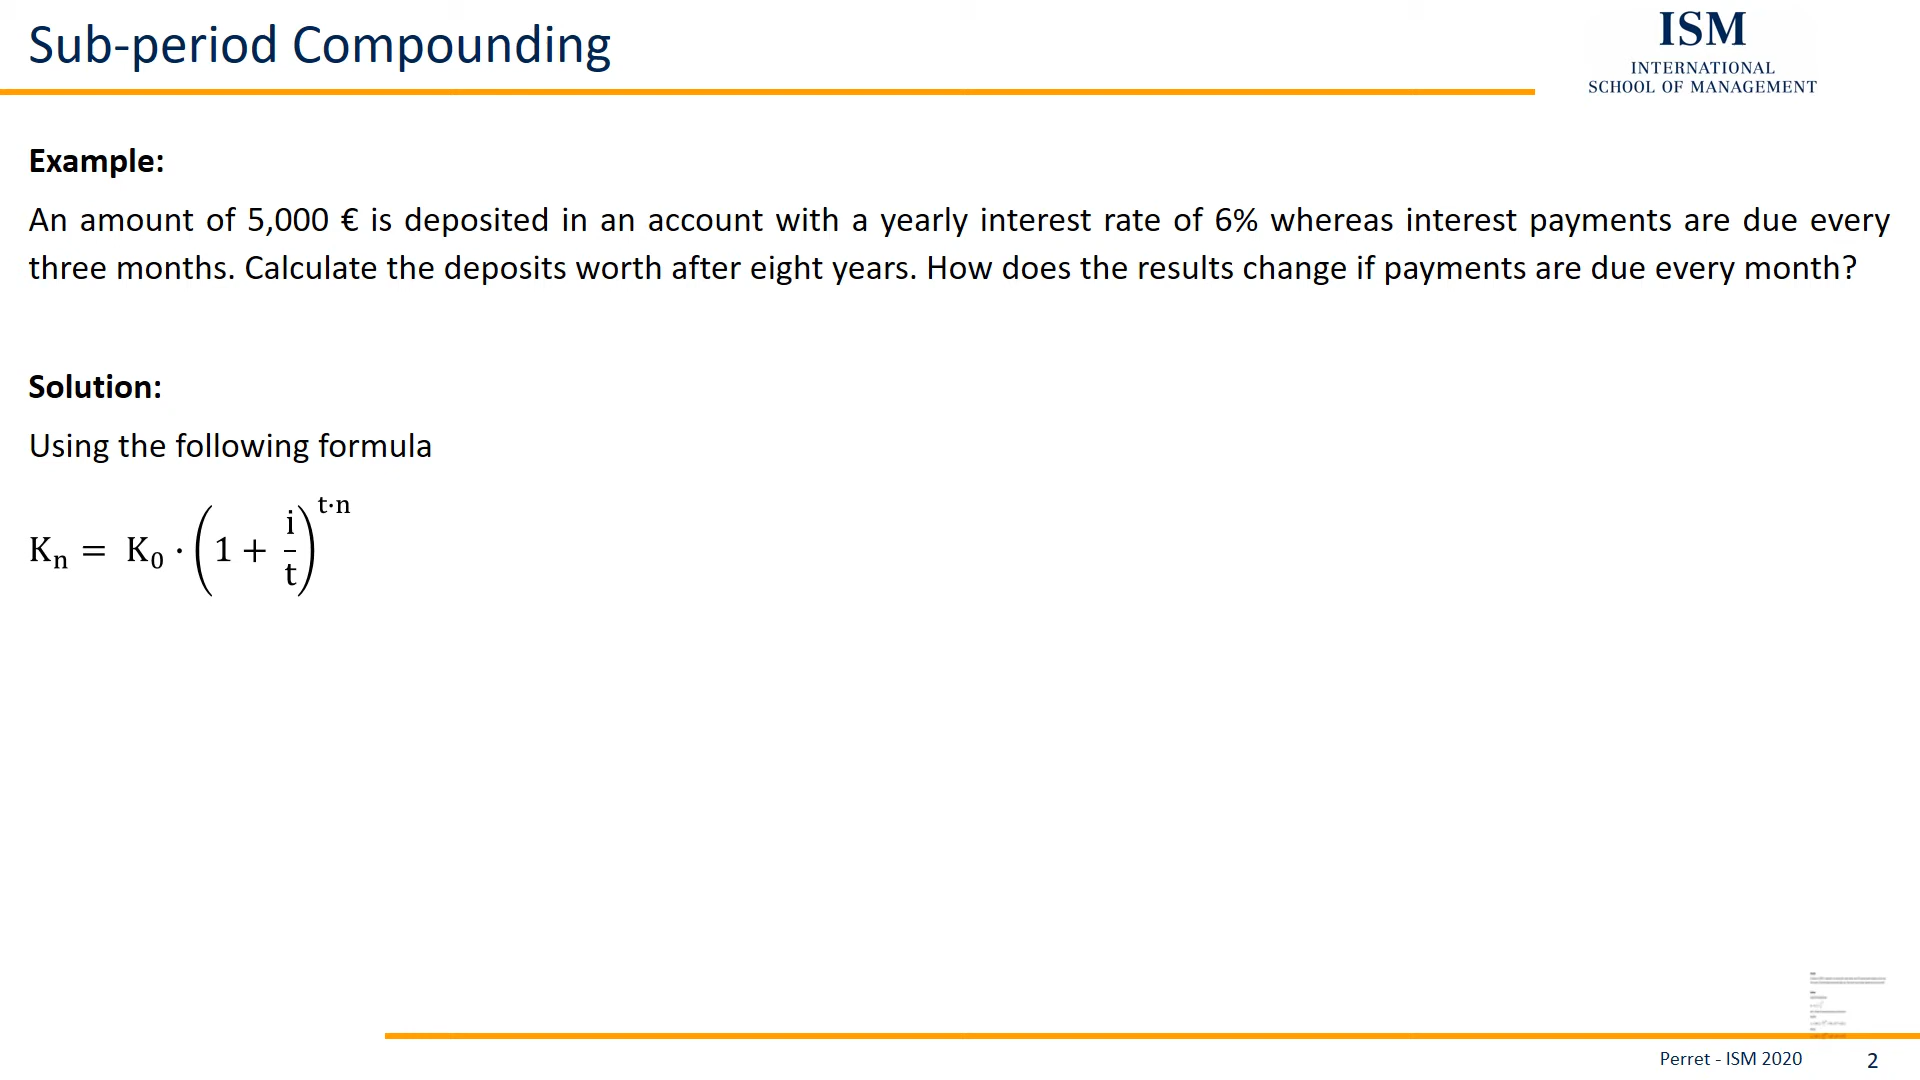 Sub-period Compounding
ISM
INTERNATIONAL
SCHOOL OF MANAGEMENT
Example:
An amount of 5,000 € is deposited in an account with a yearly interest rate of 6% whereas interest payments are due every
three months. Calculate the deposits worth after eight years. How does the results change if payments are due every month?
Solution:
Using the following formula
Kₙ = K₀ · (1 + i/t)^(t·n)
Perret - ISM 2020
2